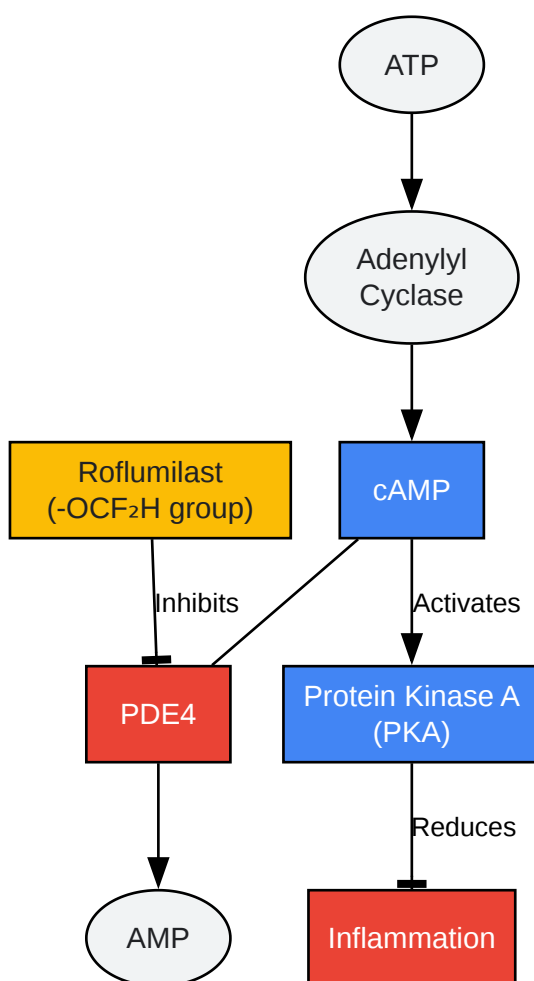 ATP
Adenylyl
Cyclase
Roflumilast
(-OCF₂H group)
cAMP
Inhibits
Activates
PDE4
Protein Kinase A
(PKA)
Reduces
AMP
Inflammation